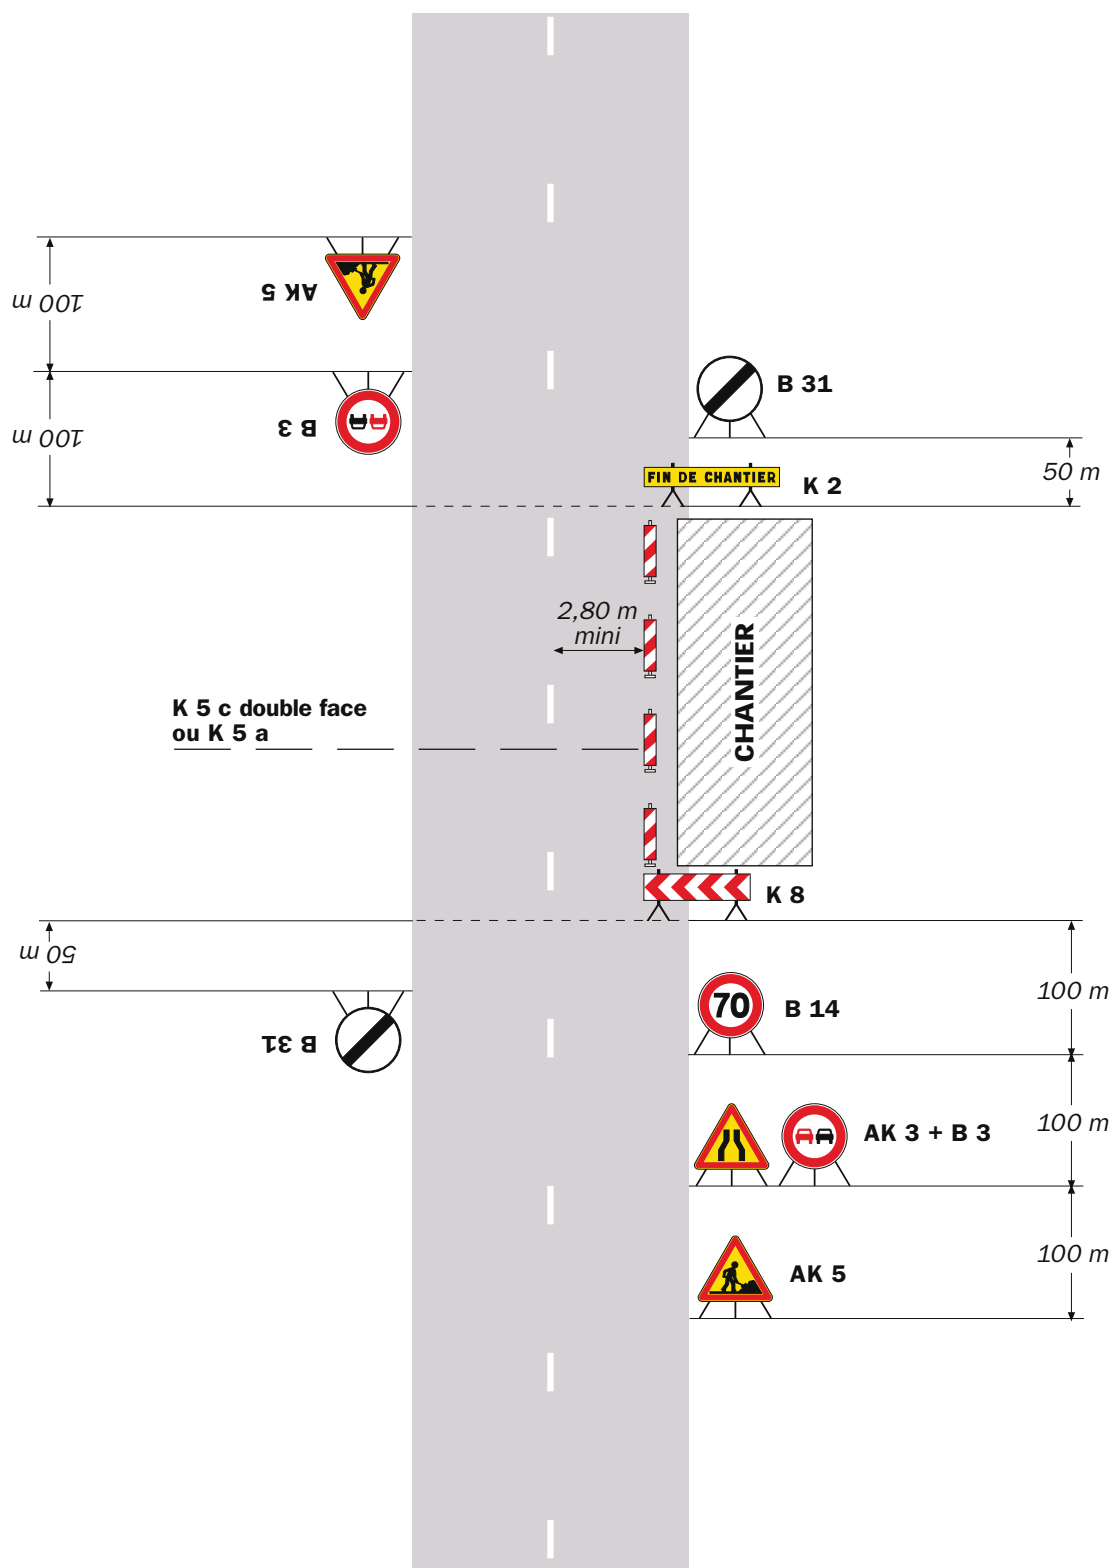 AK 5
100 m
B 31
B 3
100 m
50 m
FIN DE CHANTIER
K 2
2,80 m
mini
CHANTIER
K 5 c double face
ou K 5 a
K 8
50 m
100 m
70
B 14
B 31
100 m
AK 3 + B 3
100 m
AK 5